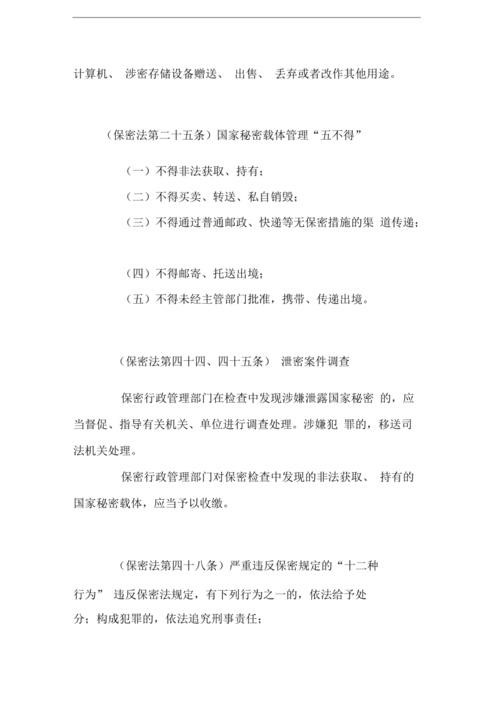 计算机、 涉密存储设备赠送、 出售、 丢弃或者改作其他用途。
（保密法第二十五条）国家秘密载体管理“五不得”
（一）不得非法获取、持有；
（二）不得买卖、转送、私自销毁；
（三）不得通过普通邮政、快递等无保密措施的渠 道传递；
（四）不得邮寄、托送出境；
（五）不得未经主管部门批准，携带、传递出境。
（保密法第四十四、四十五条） 泄密案件调查
保密行政管理部门在检查中发现涉嫌泄露国家秘密 的，应
当督促、指导有关机关、单位进行调查处理。涉嫌犯 罪的，移送司
法机关处理。
保密行政管理部门对保密检查中发现的非法获取、 持有的
国家秘密载体，应当予以收缴。
（保密法第四十八条）严重违反保密规定的“十二种
行为” 违反保密法规定，有下列行为之一的，依法给予处
分；构成犯罪的，依法追究刑事责任；